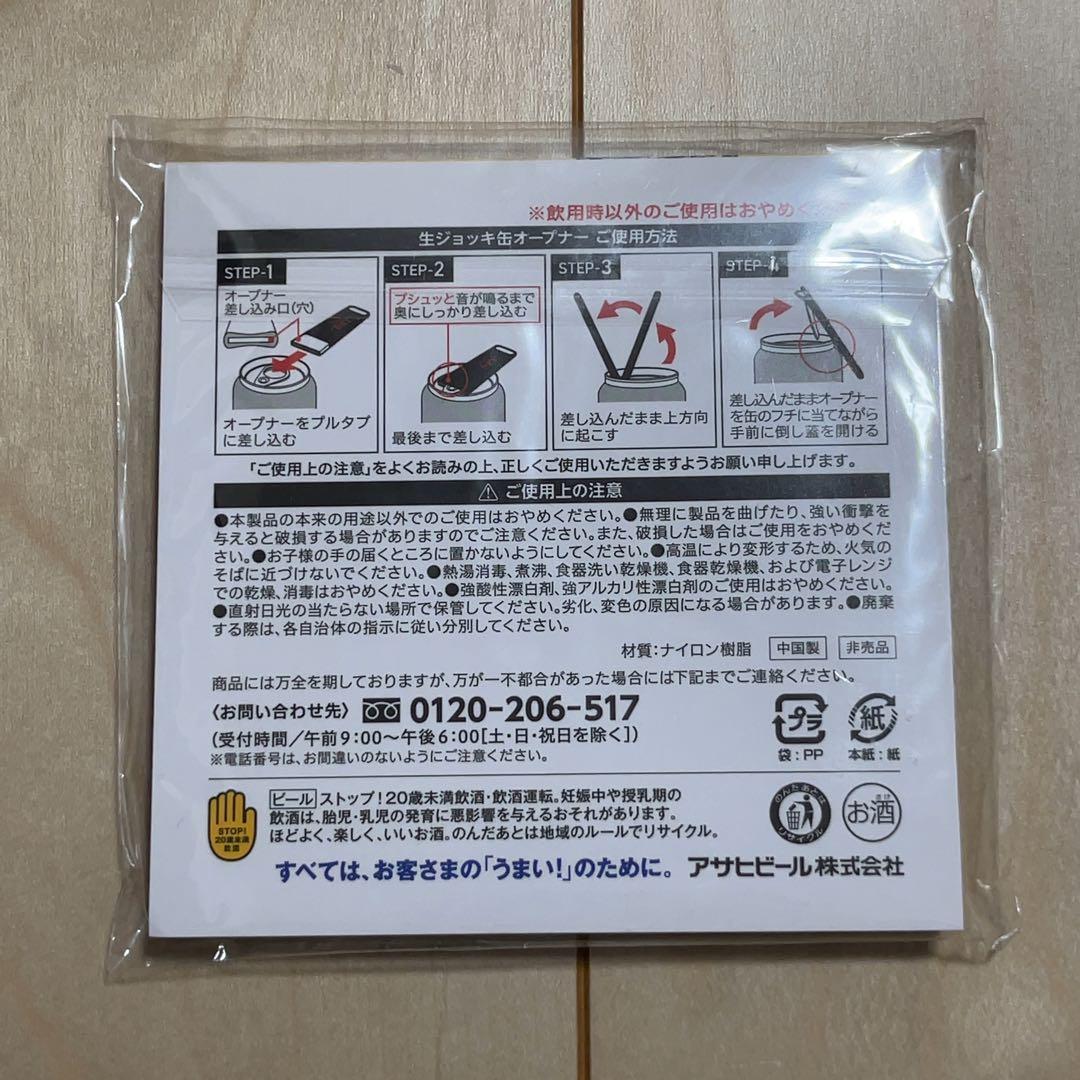 ※飲用時以外のご使用はおやめく
生ジョッキ缶オープナー ご使用方法
STEP-1
オープナー
差し込み口(穴)
オープナーをプルタブ
に差し込む
STEP-2
プシュッと音が鳴るまで
奥にしっかり差し込む
最後まで差し込む
STEP-3
差し込んだまま上方向
に起こす
STEP-4
差し込んだままオープナー
を缶のフチに当てながら
手前に倒し蓋を開ける
「ご使用上の注意」をよくお読みの上、正しくご使用いただきますようお願い申し上げます。
ご使用上の注意
●本製品の本来の用途以外でのご使用はおやめください。●無理に製品を曲げたり、強い衝撃を
与えると破損する場合がありますのでご注意ください。また、破損した場合はご使用をおやめくだ
さい。●お子様の手の届くところに置かないようにしてください。●高温により変形するため、火気の
そばに近づけないでください。●熱湯消毒、煮沸、食器洗い乾燥機、食器乾燥機、および電子レンジ
での乾燥、消毒はおやめください。●強酸性漂白剤、強アルカリ性漂白剤のご使用はおやめください。
●直射日光の当たらない場所で保管してください。劣化、変色の原因になる場合があります。●廃棄
する際は、各自治体の指示に従い分別してください。
材質:ナイロン樹脂 中国製 非売品
商品には万全を期しておりますが、万が一不都合があった場合には下記までご連絡ください。
〈お問い合わせ先〉 0120-206-517
(受付時間/午前9:00~午後6:00[土・日・祝日を除く])
※電話番号は、お間違いのないようにご注意ください。
プラ
袋:PP
紙
本紙:紙
STOP!
20歳未満
飲酒
ビール ストップ!20歳未満飲酒・飲酒運転。妊娠中や授乳期の
飲酒は、胎児・乳児の発育に悪影響を与えるおそれがあります。
ほどよく、楽しく、いいお酒。のんだあとは地域のルールでリサイクル。
のんだあとは
リサイクル
お酒
すべては、お客さまの「うまい!」のために。 アサヒビール株式会社